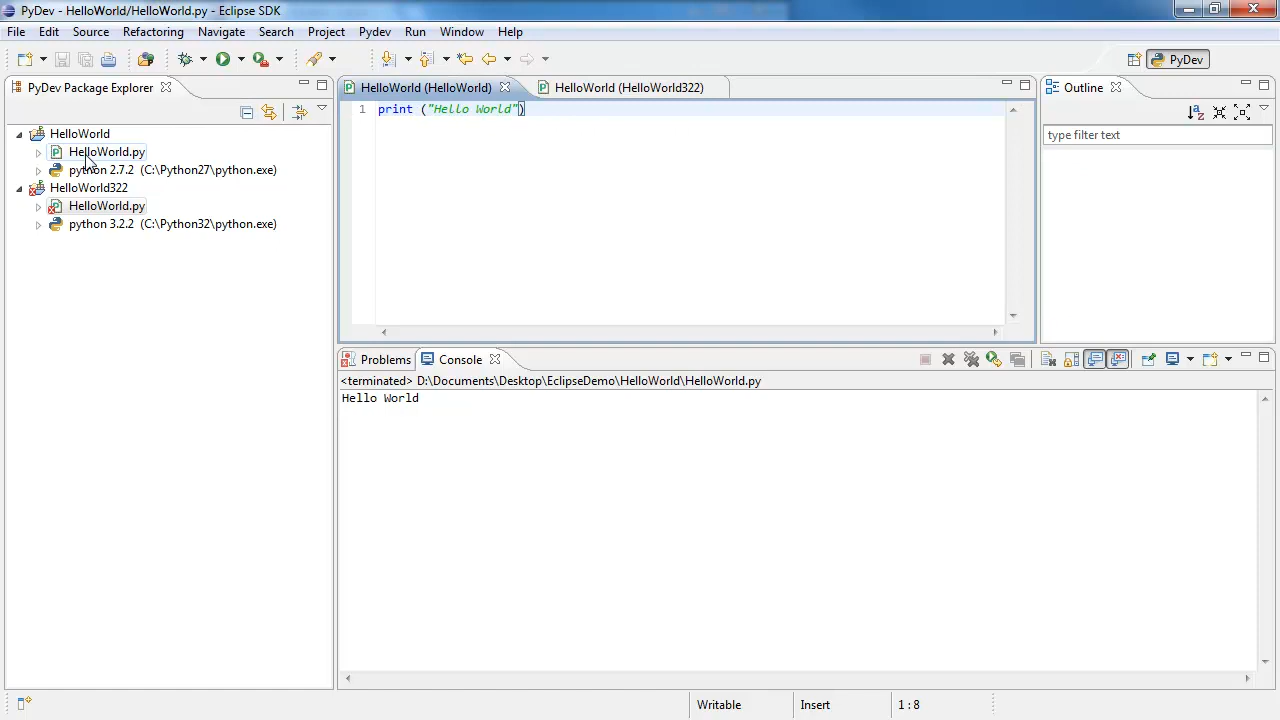 PyDev - HelloWorld/HelloWorld.py - Eclipse SDK
File Edit Source Refactoring Navigate Search Project Pydev Run Window Help
PyDev
PyDev Package Explorer
HelloWorld
HelloWorld.py
python 2.7.2 (C:\Python27\python.exe)
HelloWorld322
HelloWorld.py
python 3.2.2 (C:\Python32\python.exe)
HelloWorld (HelloWorld) HelloWorld (HelloWorld322)
1 print ("Hello World")
Outline
type filter text
Problems Console
<terminated> D:\Documents\Desktop\EclipseDemo\HelloWorld\HelloWorld.py
Hello World
Writable Insert 1 : 8